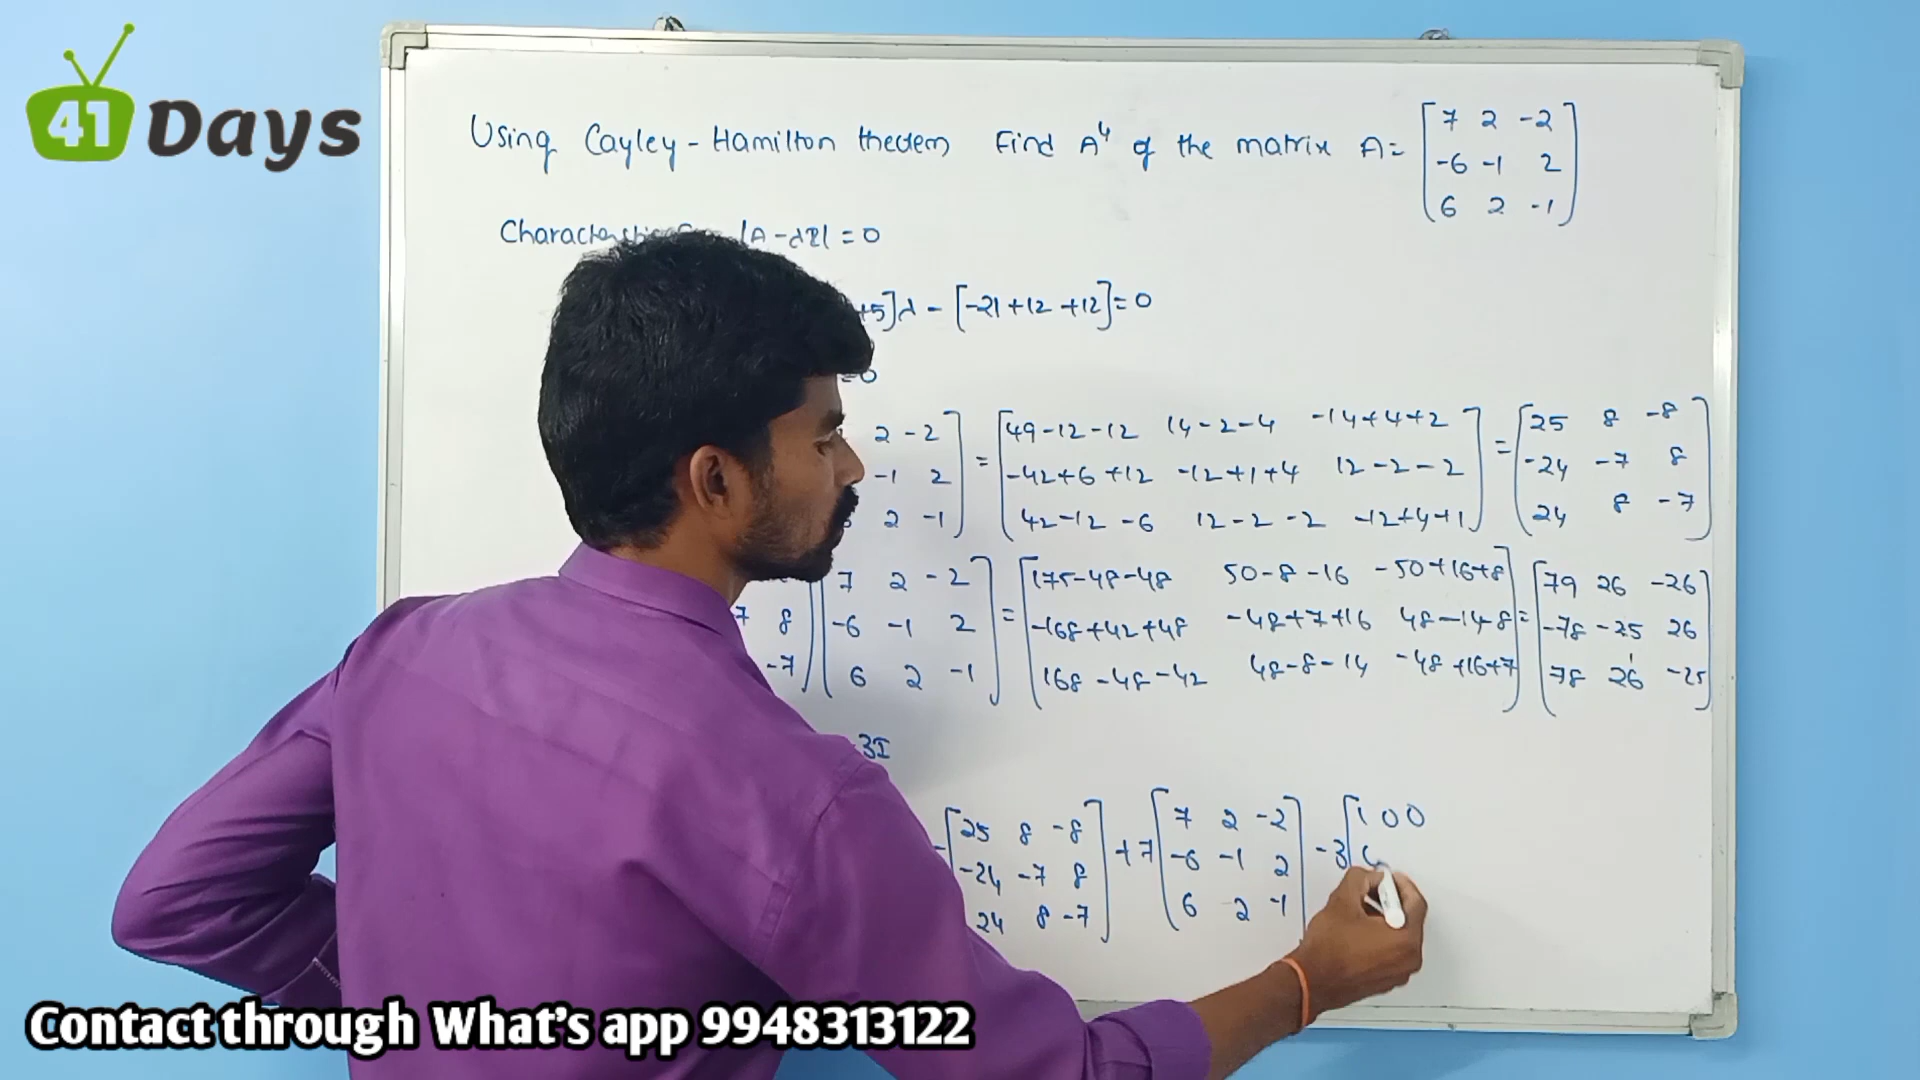 41 Days
Using Cayley-Hamilton theorem Find A⁴ of the matrix A= [7 2 -2
-6 -1 2
6 2 -1]
|A-λI| = 0
+5]λ - [-21+12+12]=0
=0
2 -2] = [49-12-12 14-2-4 -14+4+2] = [25 8 -8
-1 2 -42+6+12 -12+1+4 12-2-2 -24 -7 8
2 -1] 42-12-6 12-2-2 -12+4+1] 24 8 -7]
7 2 -2] = [175-48-48 50-8-16 -50+16+8] = [79 26 -26
7 8 -6 -1 2 -168+42+48 -48+7+16 48-14-8 -78 -25 26
-7 6 2 -1] 168-48-42 48-8-14 -48+16+7] 78 26 -25]
3I
-[25 8 -8] +7[7 2 -2] -3[1 0 0
-24 -7 8 -6 -1 2
24 8 -7] 6 2 -1]
Contact through What's app 9948313122